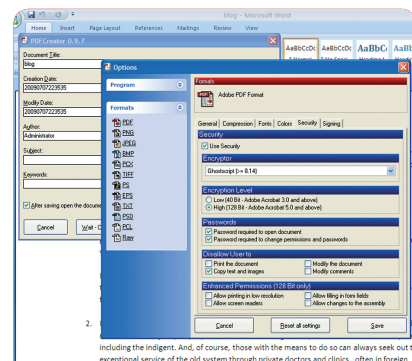 blog - Microsoft Word
Home Insert Page Layout References Mailings Review View
PDFCreator 0.9.7
Document Title:
blog
Creation Date:
20090707223535
Modify Date:
20090707223535
Author:
Administrator
Subject:
Keywords:
After saving open the docume
Cancel Wait - C
AaBbCcDc AaBbCcDc AaBbC AaBb
Options
Program
Formats
PDF
PNG
JPEG
BMP
PCX
TIFF
PS
EPS
TXT
PSD
PCL
Raw
Formats
Adobe PDF Format
General Compression Fonts Colors Security Signing
Security
Use Security
Encryptor
Ghostscript (>= 8.14)
Encryption Level
Low (40 Bit - Adobe Acrobat 3.0 and above)
High (128 Bit - Adobe Acrobat 5.0 and above)
Passwords
Password required to open document
Password required to change permissions and passwords
Disallow User to
Print the document Modify the document
Copy text and images Modify comments
Enhanced Permissions (128 Bit only)
Allow printing in low resolution Allow filling in form fields
Allow screen readers Allow changes to the assembly
Cancel Reset all settings Save
2.
including the indigent. And, of course, those with the means to do so can always seek out t
exceptional service of the old system through private doctors and clinics, often in foreign